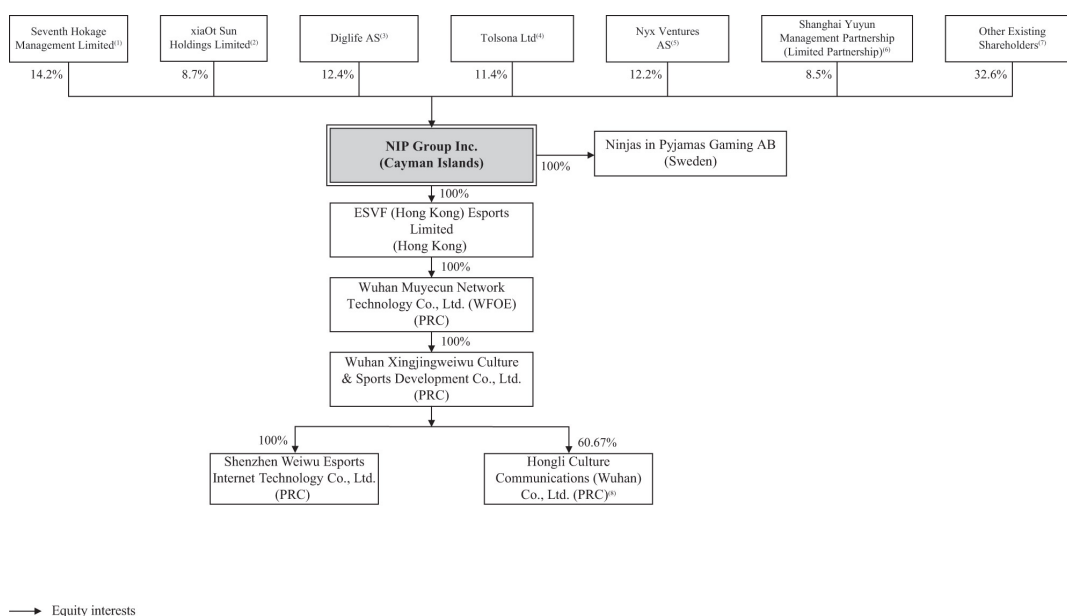 Seventh Hokage
Management Limited(1)
xiaOt Sun
Holdings Limited(2)
Diglife AS(3)
Tolsona Ltd(4)
Nyx Ventures
AS(5)
Shanghai Yuyun
Management Partnership
(Limited Partnership)(6)
Other Existing
Shareholders(7)
14.2%
8.7%
12.4%
11.4%
12.2%
8.5%
32.6%
NIP Group Inc.
(Cayman Islands)
100%
Ninjas in Pyjamas Gaming AB
(Sweden)
100%
ESVF (Hong Kong) Esports
Limited
(Hong Kong)
100%
Wuhan Muyecun Network
Technology Co., Ltd. (WFOE)
(PRC)
100%
Wuhan Xingjingweiwu Culture
& Sports Development Co., Ltd.
(PRC)
100%
60.67%
Shenzhen Weiwu Esports
Internet Technology Co., Ltd.
(PRC)
Hongli Culture
Communications (Wuhan)
Co., Ltd. (PRC)(8)
Equity interests